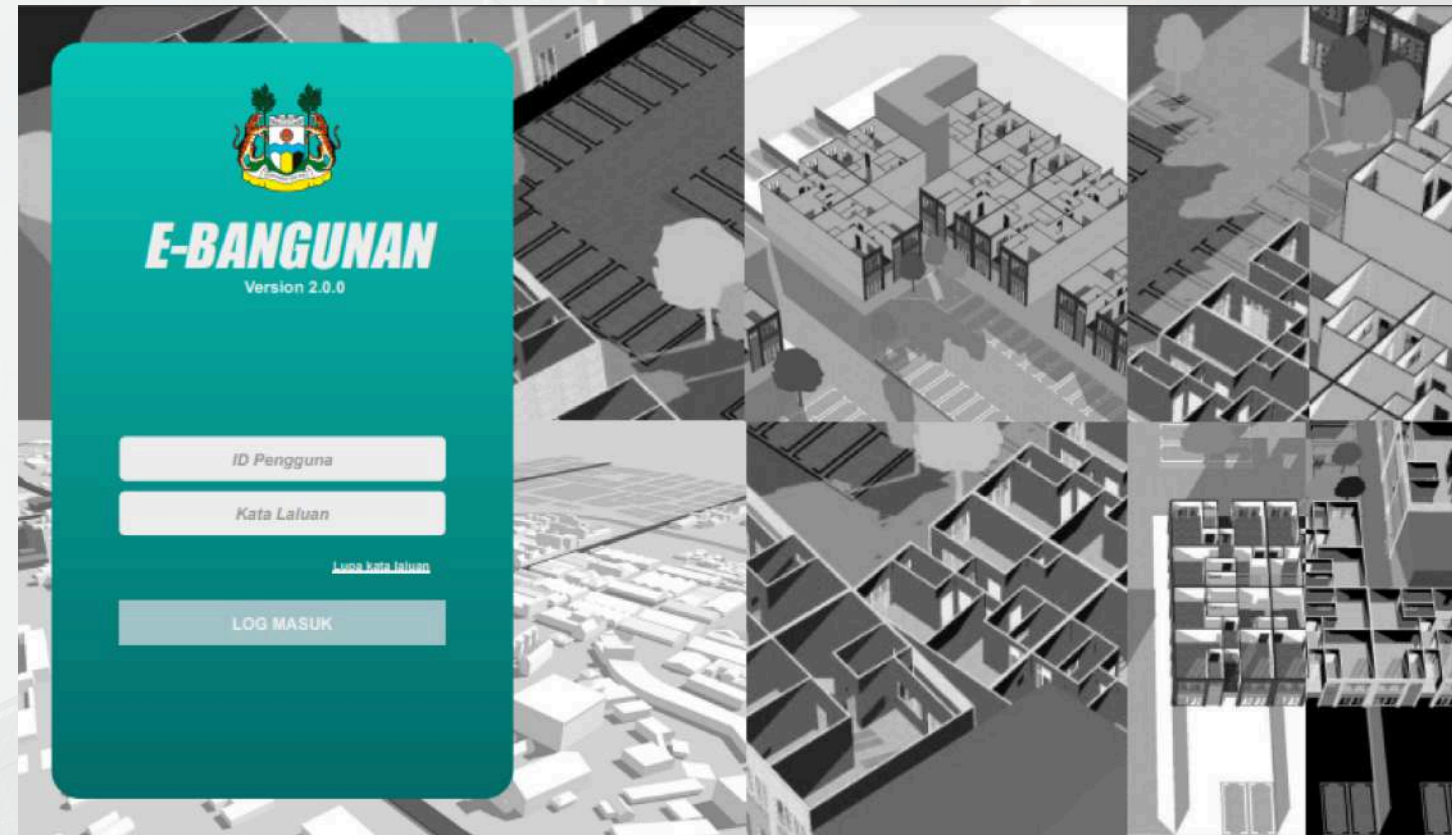 E-BANGUNAN
Version 2.0.0
ID Pengguna
Kata Laluan
Lupa kata laluan
LOG MASUK